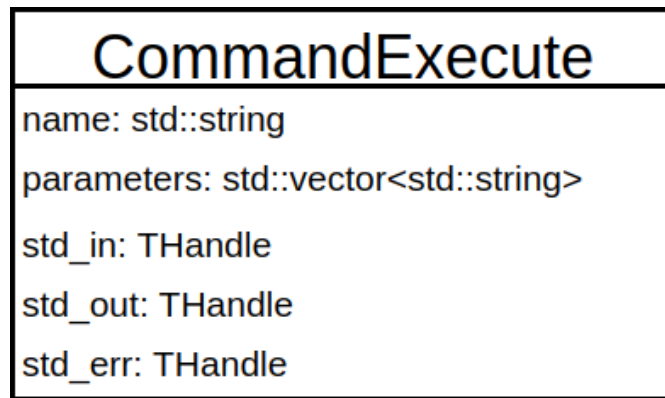 CommandExecute
name: std::string
parameters: std::vector<std::string>
std_in: THandle
std_out: THandle
std_err: THandle